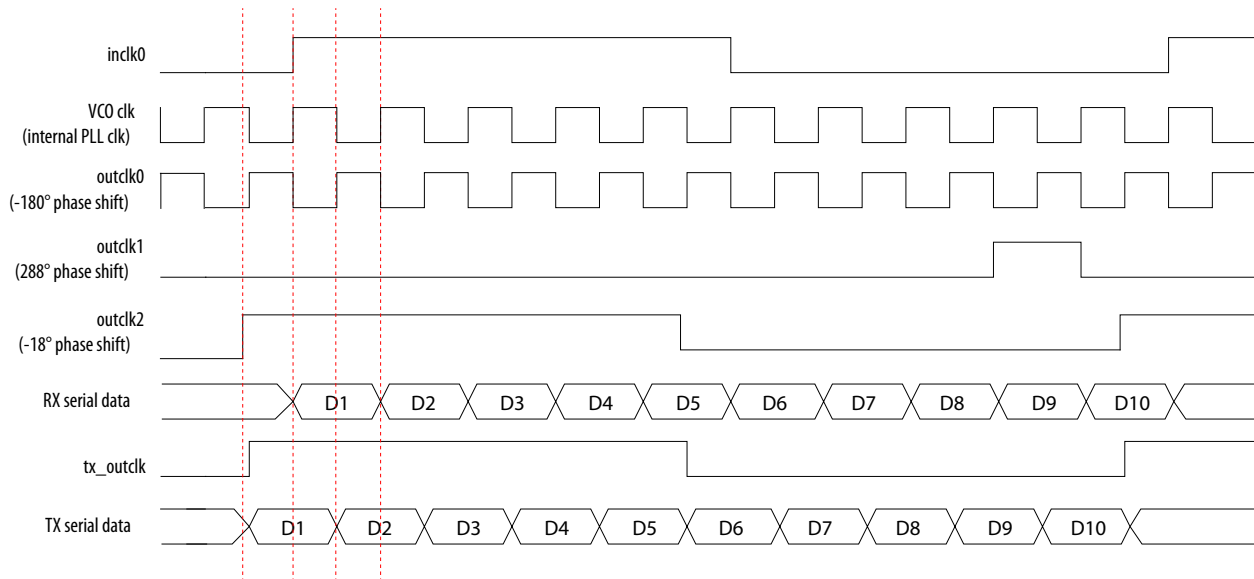 inclk0
VCO clk
(internal PLL clk)
outclk0
(-180° phase shift)
outclk1
(288° phase shift)
outclk2
(-18° phase shift)
RX serial data
D1 D2 D3 D4 D5 D6 D7 D8 D9 D10
tx_outclk
TX serial data
D1 D2 D3 D4 D5 D6 D7 D8 D9 D10